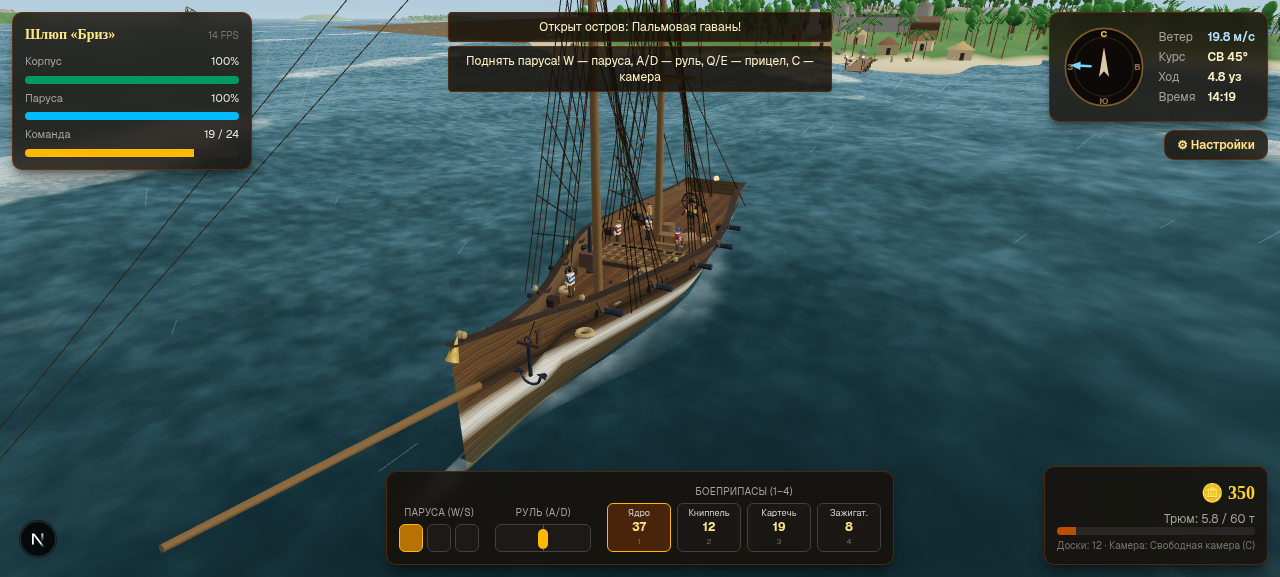 Шлюп «Бриз»
14 FPS
Корпус
100%
Паруса
100%
Команда
19 / 24
Открыт остров: Пальмовая гавань!
Поднять паруса! W — паруса, A/D — руль, Q/E — прицел, C —
камера
С
З
В
Ю
Ветер 19.8 м/с
Курс СВ 45°
Ход 4.8 уз
Время 14:19
⚙ Настройки
N
БОЕПРИПАСЫ (1–4)
ПАРУСА (W/S)
РУЛЬ (A/D)
Ядро
37
1
Книппель
12
2
Картечь
19
3
Зажигат.
8
4
350
Трюм: 5.8 / 60 т
Доски: 12 · Камера: Свободная камера (C)